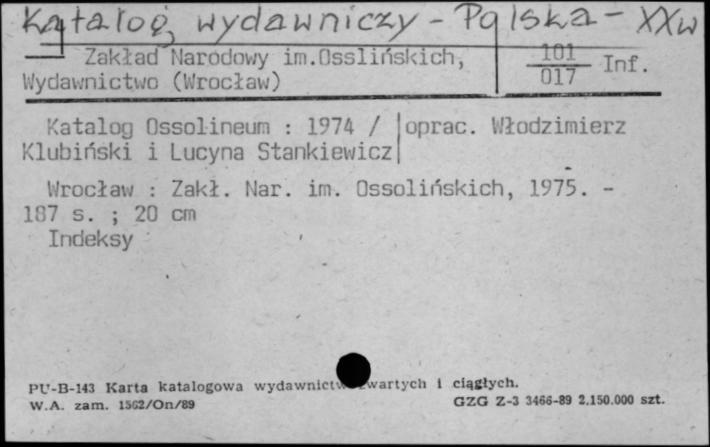 Katalog wydawniczy - Polska - XXw
Zakład Narodowy im.Osslińskich,
101
017 Inf.
Wydawnictwo (Wrocław)
Katalog Ossolineum : 1974 / oprac. Włodzimierz
Klubiński i Lucyna Stankiewicz
Wrocław : Zakł. Nar. im. Ossolińskich, 1975. -
187 s. ; 20 cm
Indeksy
PU-B-143 Karta katalogowa wydawnictw zwartych i ciągłych.
W.A. zam. 1562/On/89 GZG Z-3 3466-89 2.150.000 szt.